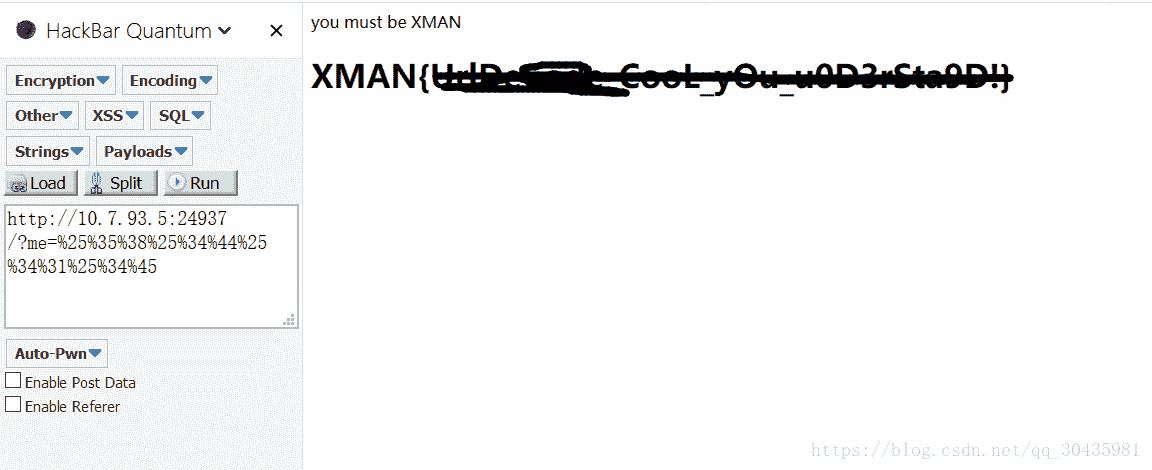 HackBar Quantum
Encryption Encoding
Other XSS SQL
Strings Payloads
Load Split Run
http://10.7.93.5:24937
/?me=%25%35%38%25%34%44%25
%34%31%25%34%45
Auto-Pwn
Enable Post Data
Enable Referer
you must be XMAN
XMAN{ CooL_yOu_u0D3rSta9D!}
https://blog.csdn.net/qq_30435981